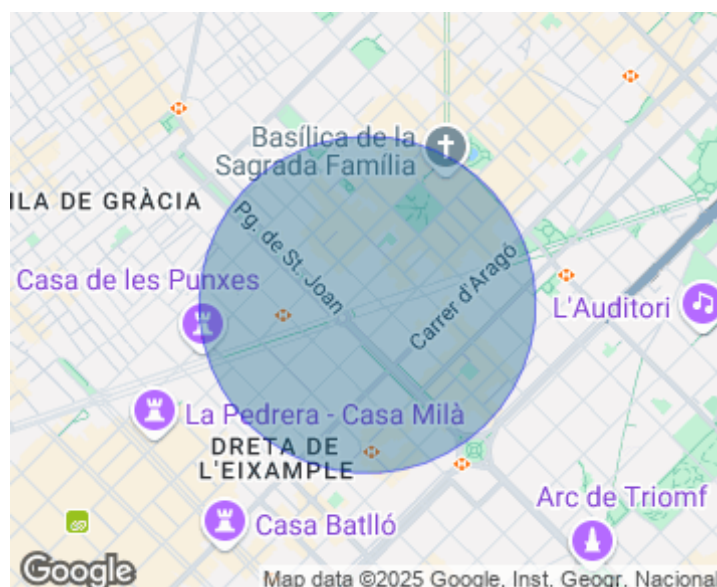 Basílica de la
Sagrada Família
ILA DE GRÀCIA
Pg. de St. Joan
Casa de les Punxes
Carrer d'Aragó
L'Auditori
La Pedrera - Casa Milà
DRETA DE
L'EIXAMPLE
Arc de Triomf
Casa Batlló
Google
Map data ©2025 Google, Inst. Geogr. Nacional